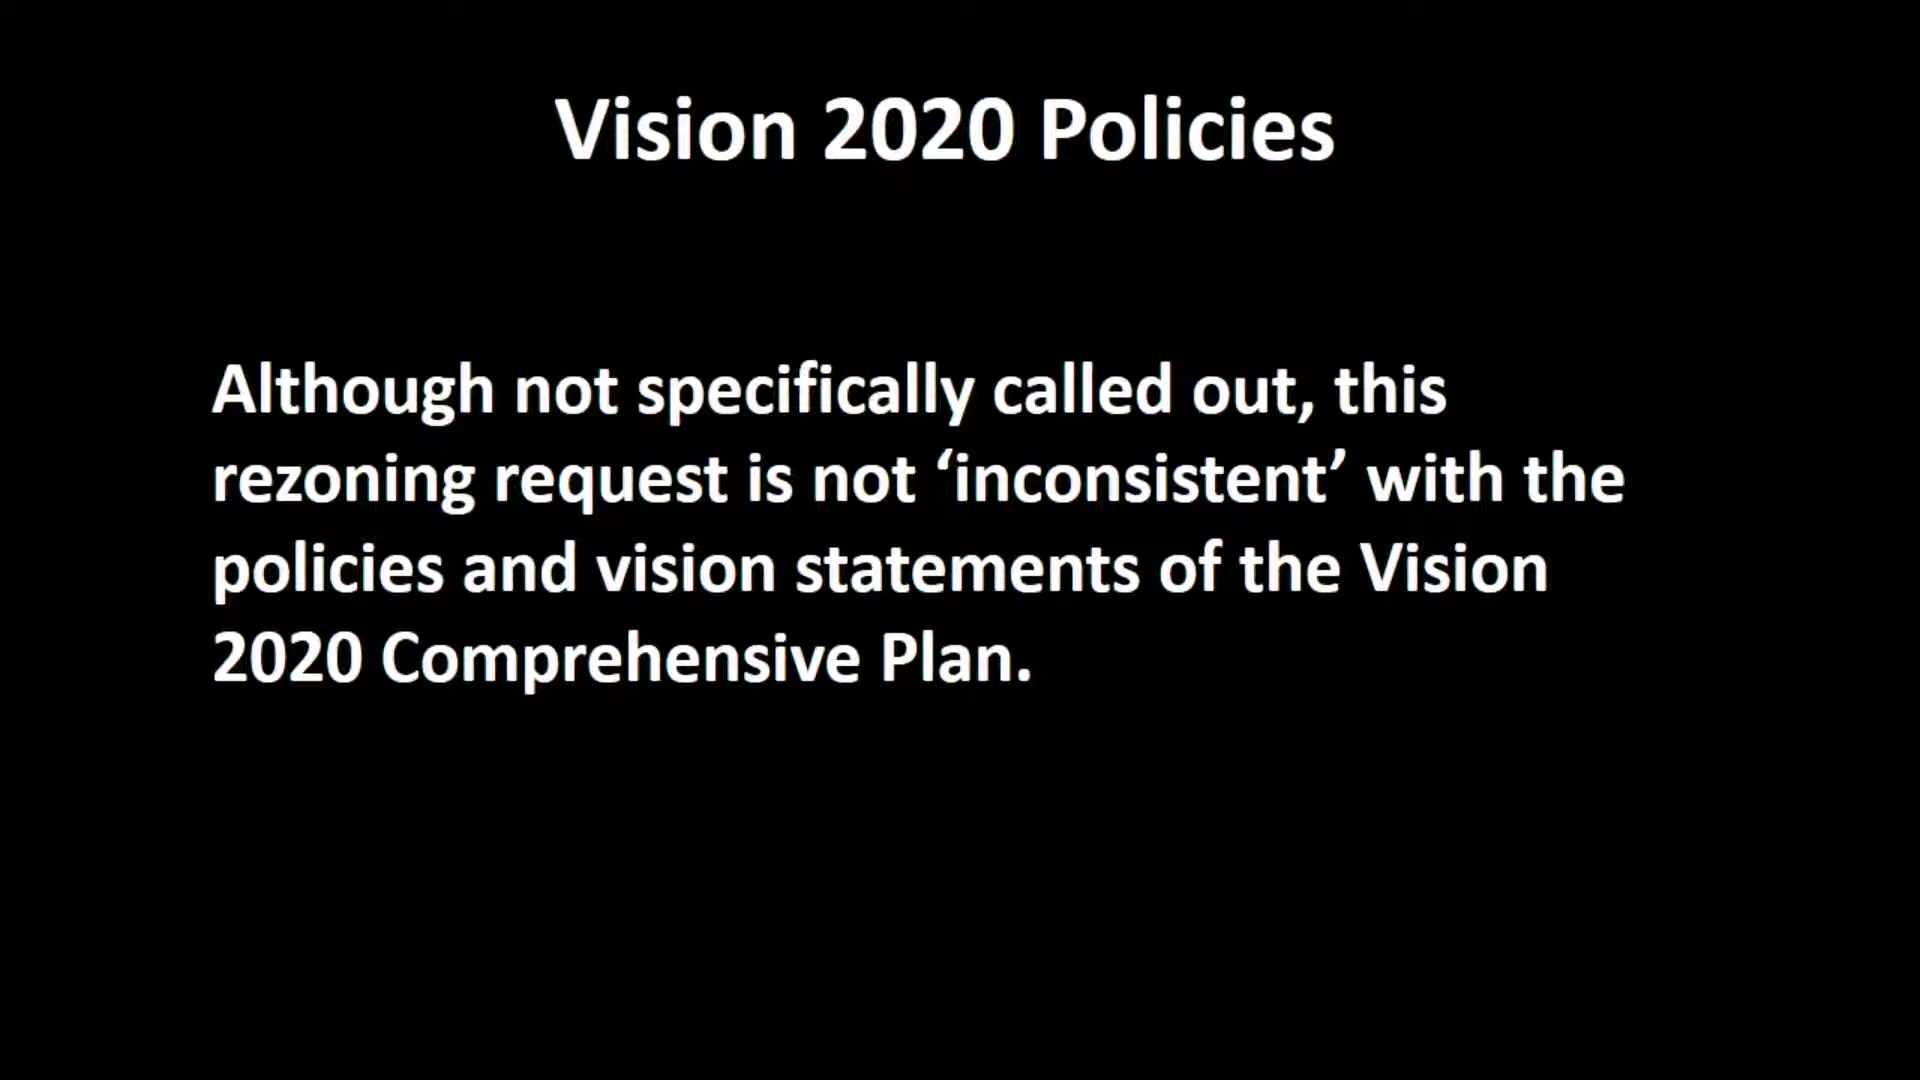 Vision 2020 Policies
Although not specifically called out, this
rezoning request is not ‘inconsistent’ with the
policies and vision statements of the Vision
2020 Comprehensive Plan.